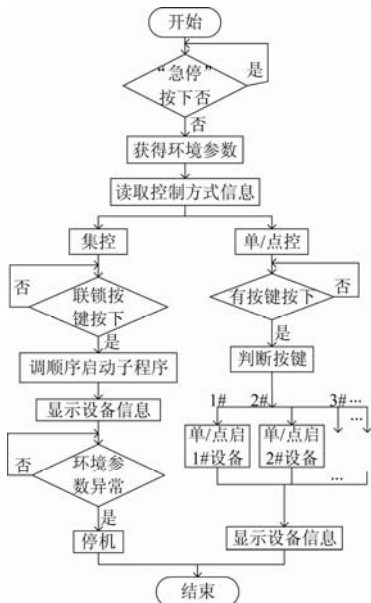 开始
“急停”
按下否
是
否
获得环境参数
读取控制方式信息
集控
单/点控
否
联锁按
键按下
有按键按下
否
是
是
调顺序启动子程序
判断按键
显示设备信息
1#
2#
3#
...
单/点启
1#设备
单/点启
2#设备
...
否
环境参
数异常
...
是
停机
显示设备信息
结束